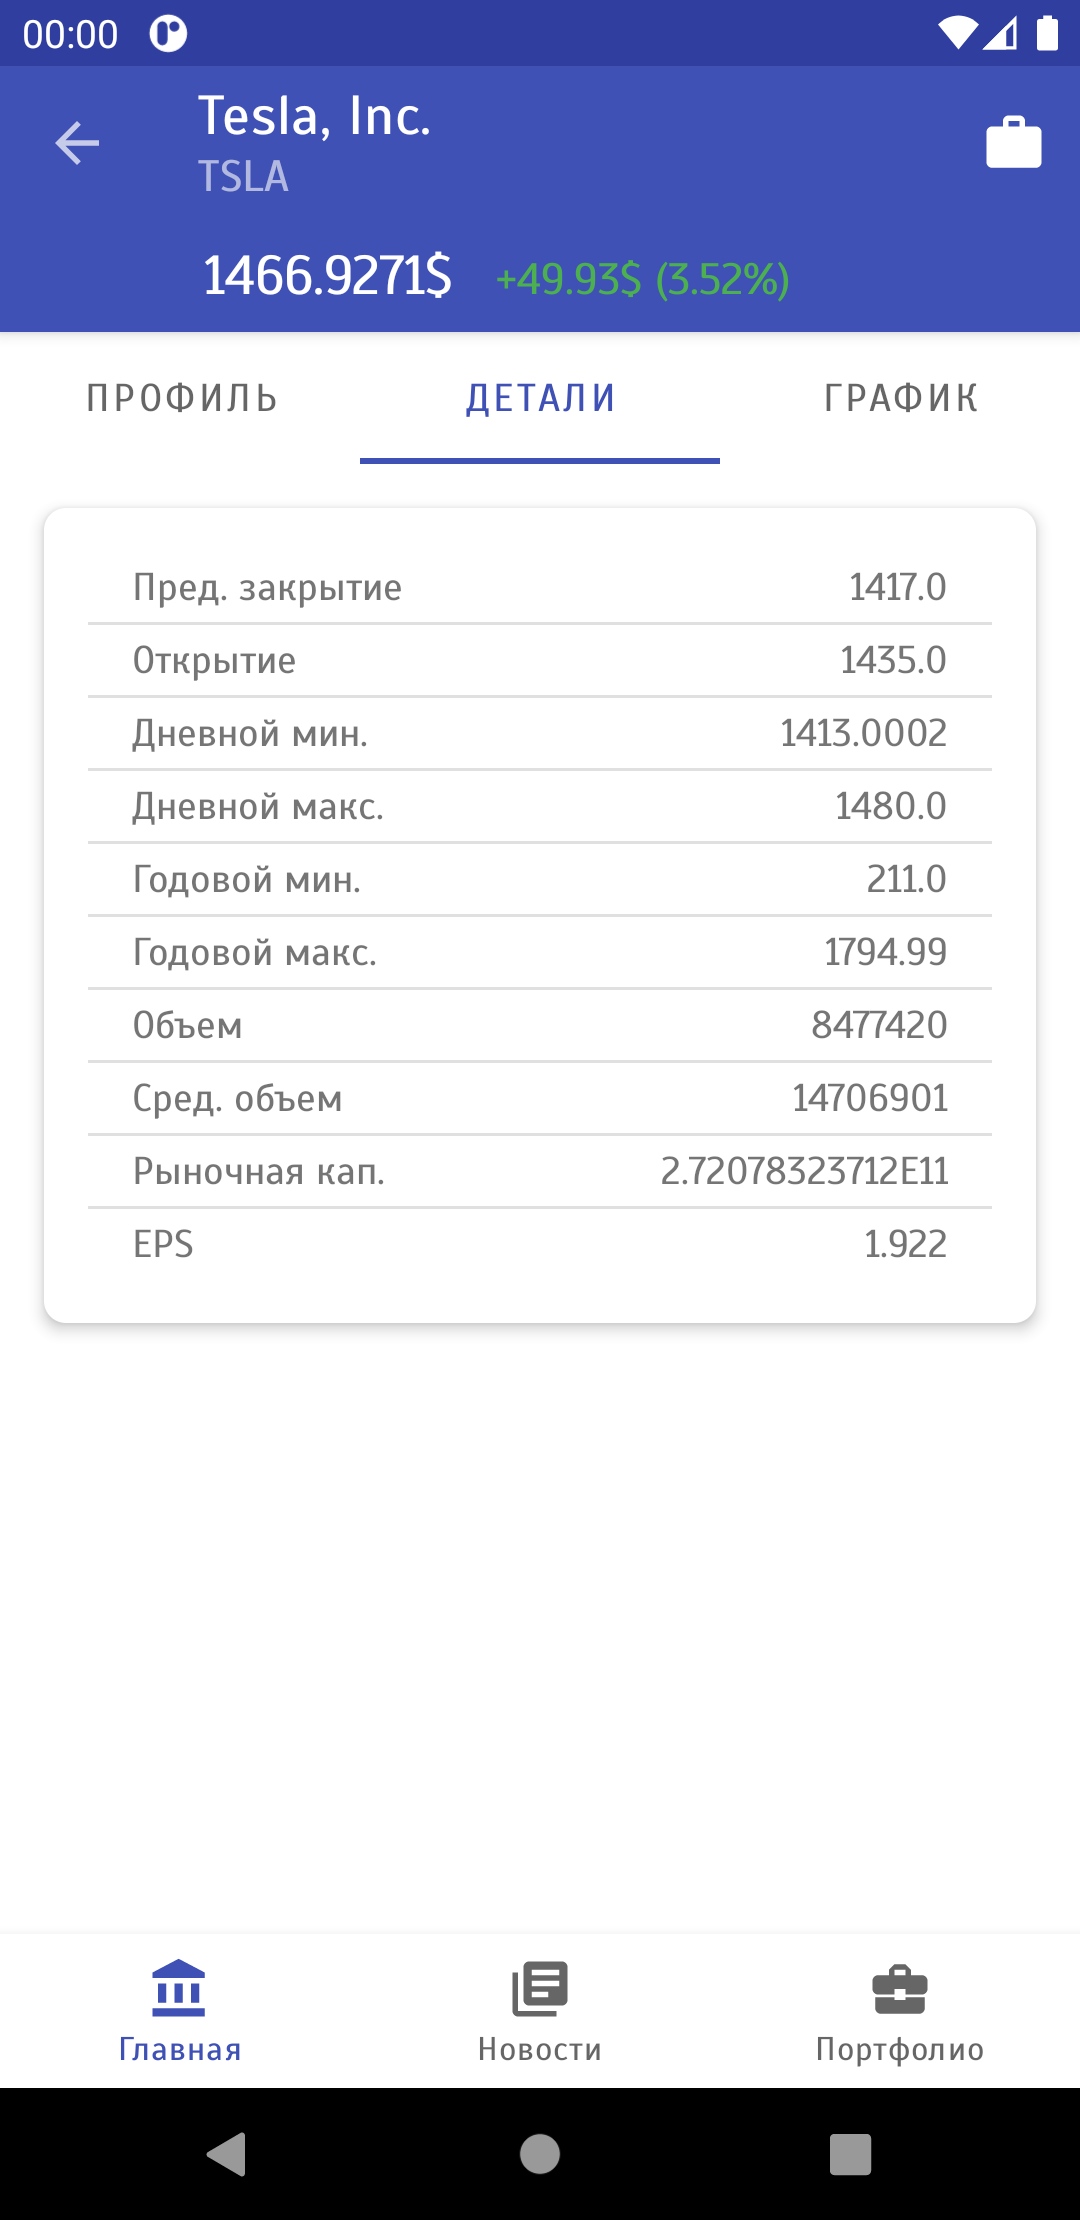 00:00
Tesla, Inc.
TSLA
1466.9271$ +49.93$ (3.52%)
ПРОФИЛЬ ДЕТАЛИ ГРАФИК
Пред. закрытие 1417.0
Открытие 1435.0
Дневной мин. 1413.0002
Дневной макс. 1480.0
Годовой мин. 211.0
Годовой макс. 1794.99
Объем 8477420
Сред. объем 14706901
Рыночная кап. 2.72078323712E11
EPS 1.922
Главная Новости Портфолио